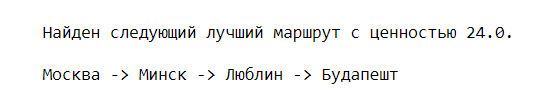 Найден следующий лучший маршрут с ценностью 24.0.
Москва -> Минск -> Люблин -> Будапешт